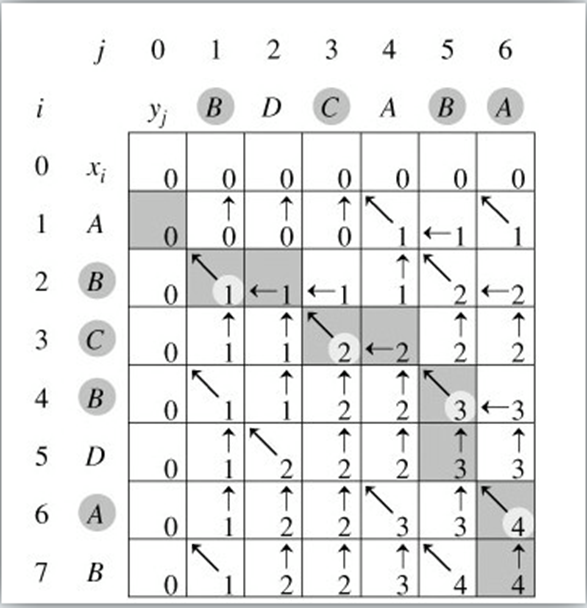 j 0 1 2 3 4 5 6
i yj B D C A B A
0 xi 0 0 0 0 0 0 0
1 A 0 ↑0 ↑0 ↑0 ↖1 ←1 ↖1
2 B 0 ↖1 ←1 ←1 ↑1 ↖2 ←2
3 C 0 ↑1 ↑1 ↖2 ←2 ↑2 ↑2
4 B 0 ↖1 ↑1 ↑2 ↑2 ↖3 ←3
5 D 0 ↑1 ↖2 ↑2 ↑2 ↑3 ↑3
6 A 0 ↑1 ↑2 ↑2 ↖3 ↑3 ↖4
7 B 0 ↖1 ↑2 ↑2 ↑3 ↖4 ↑4